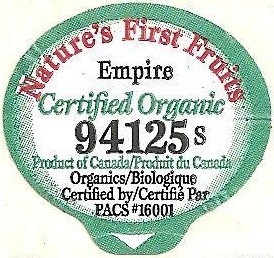 Nature's First Fruits
Empire
Certified Organic
94125s
Product of Canada/Produit du Canada
Organics/Biologique
Certified by/Certifié Par
PACS #16001